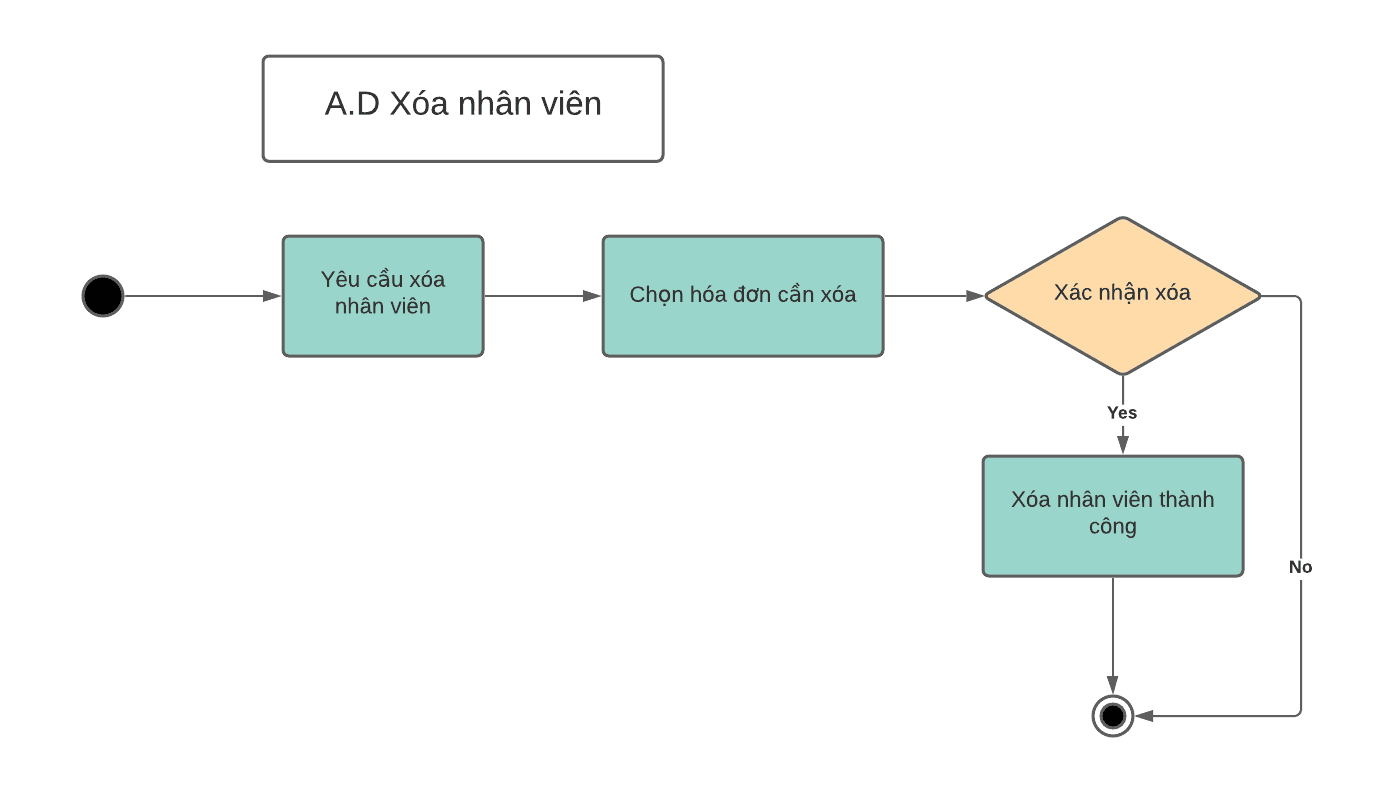 A.D Xóa nhân viên
Yêu cầu xóa
nhân viên
Chọn hóa đơn cần xóa
Xác nhận xóa
Yes
Xóa nhân viên thành
công
No